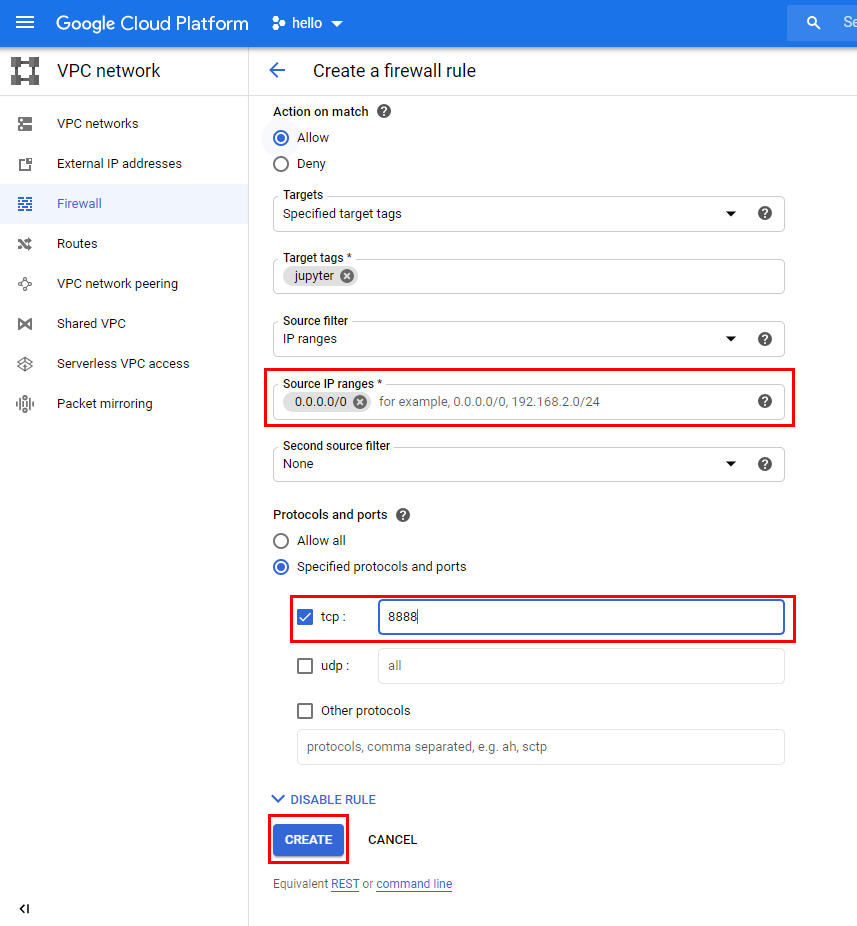 Google Cloud Platform hello Se
VPC network
VPC networks
External IP addresses
Firewall
Routes
VPC network peering
Shared VPC
Serverless VPC access
Packet mirroring
Create a firewall rule
Action on match
Allow
Deny
Targets
Specified target tags
Target tags *
jupyter
Source filter
IP ranges
Source IP ranges *
0.0.0.0/0 for example, 0.0.0.0/0, 192.168.2.0/24
Second source filter
None
Protocols and ports
Allow all
Specified protocols and ports
tcp : 8888
udp : all
Other protocols
protocols, comma separated, e.g. ah, sctp
DISABLE RULE
CREATE CANCEL
Equivalent REST or command line